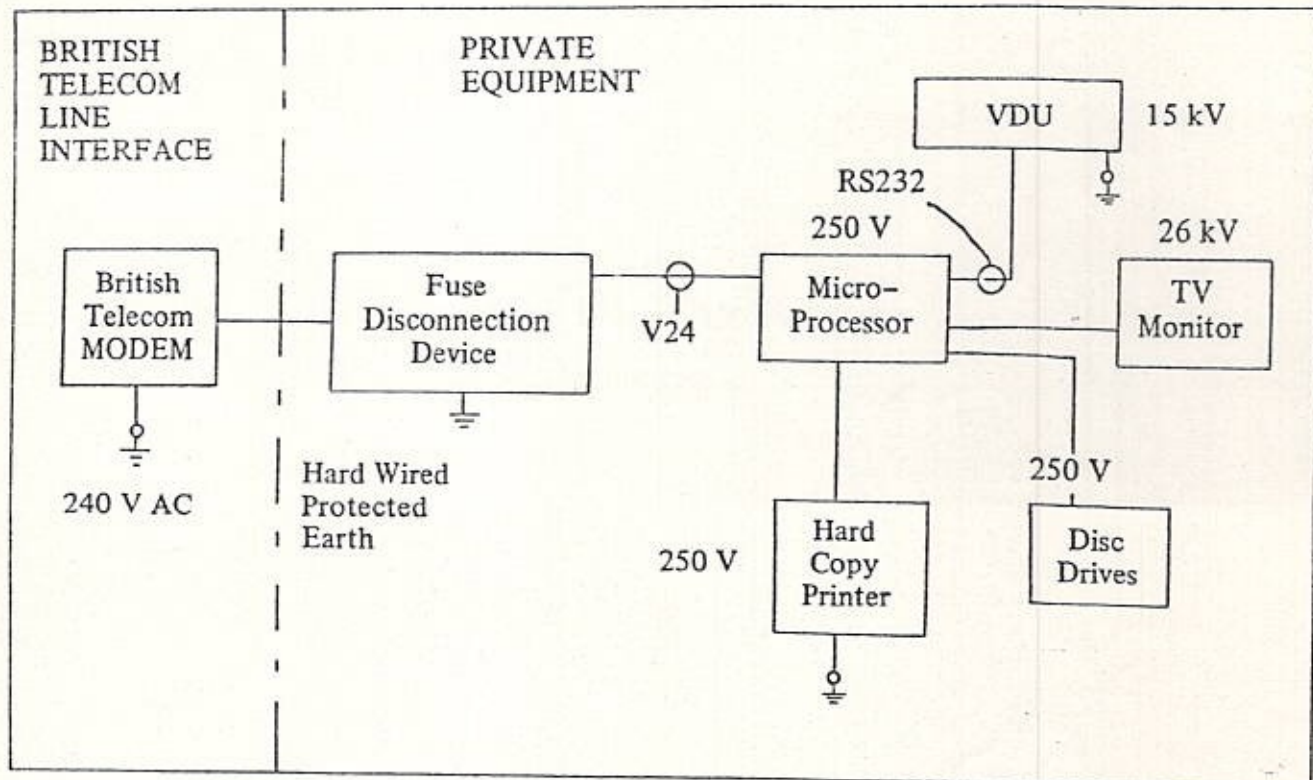 BRITISH
TELECOM
LINE
INTERFACE
PRIVATE
EQUIPMENT
VDU
15 kV
RS232
250 V
26 kV
British
Telecom
MODEM
Fuse
Disconnection
Device
V24
Micro-
Processor
TV
Monitor
240 V AC
Hard Wired
Protected
Earth
250 V
Hard
Copy
Printer
250 V
Disc
Drives